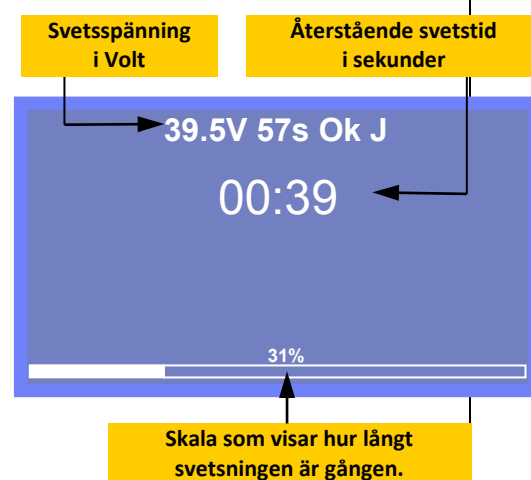 Svetsspänning
i Volt
Återstående svetstid
i sekunder
39.5V 57s Ok J
00:39
31%
Skala som visar hur långt
svetsningen är gången.